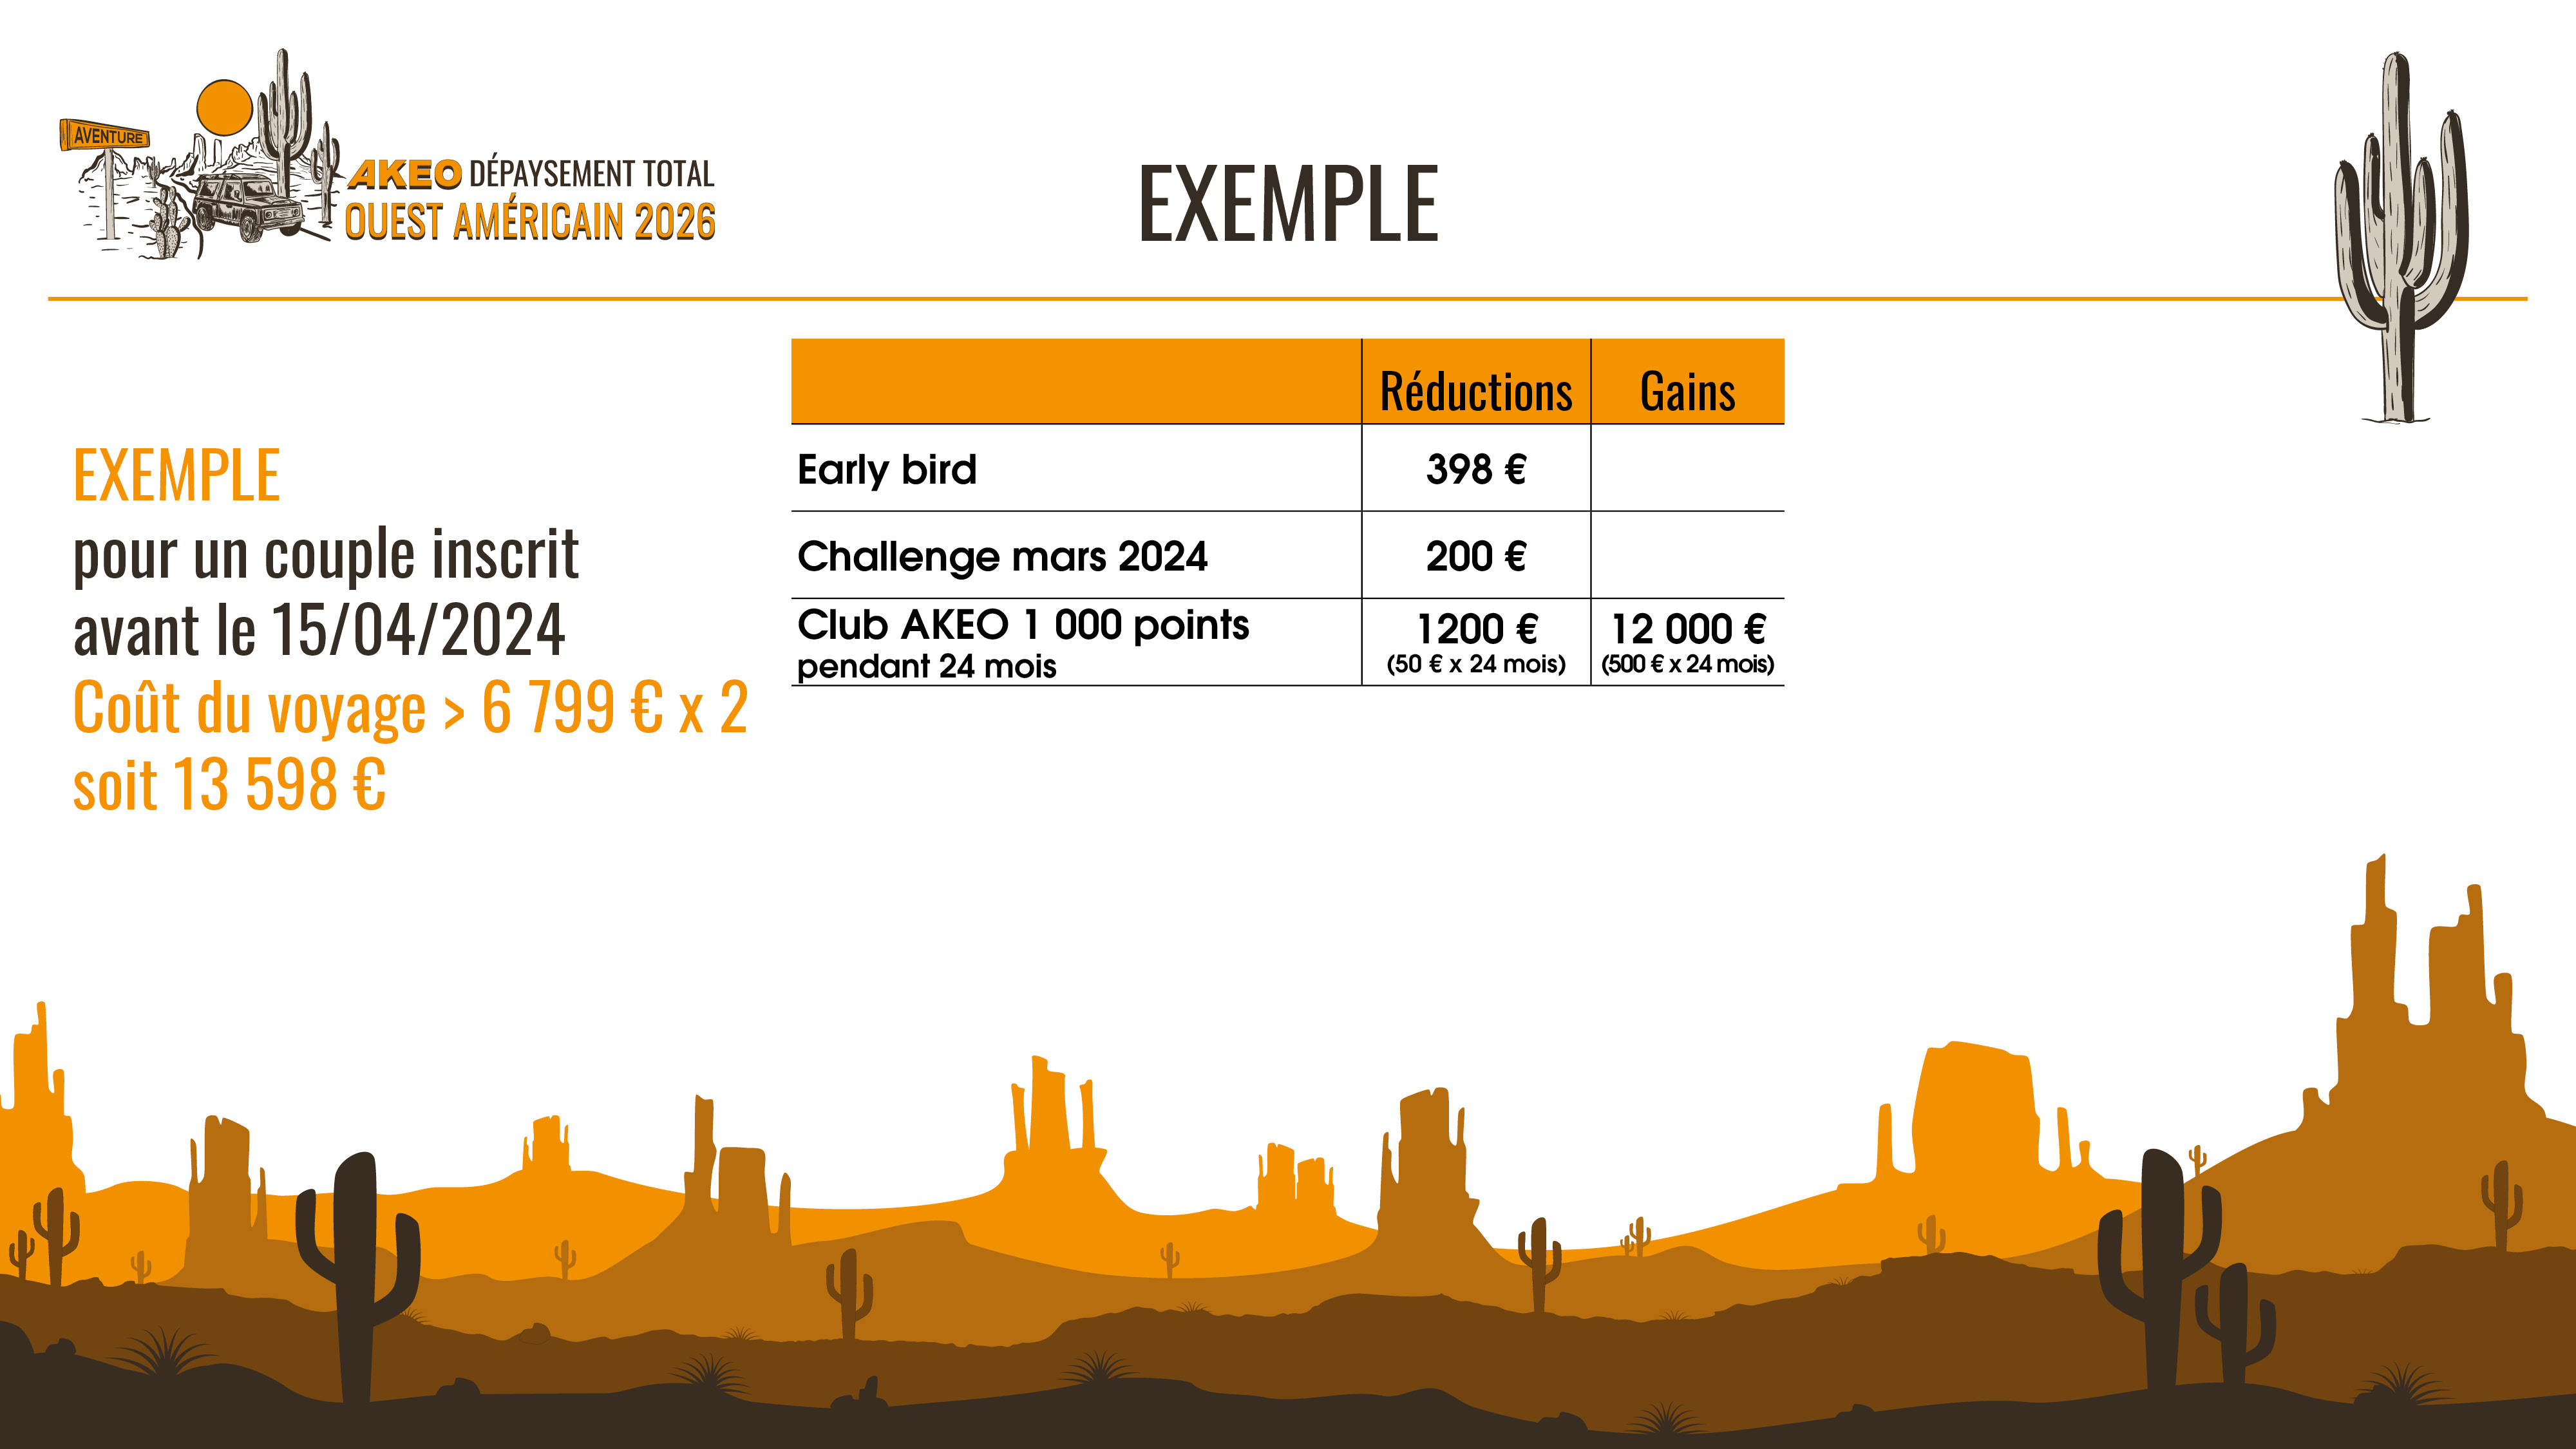 AVENTURE
AKEO DÉPAYSEMENT TOTAL
OUEST AMÉRICAIN 2026
EXEMPLE
EXEMPLE
pour un couple inscrit
avant le 15/04/2024
Coût du voyage > 6 799 € x 2
soit 13 598 €
Réductions Gains
Early bird 398 €
Challenge mars 2024 200 €
Club AKEO 1 000 points 1200 € 12 000 €
pendant 24 mois (50 € x 24 mois) (500 € x 24 mois)